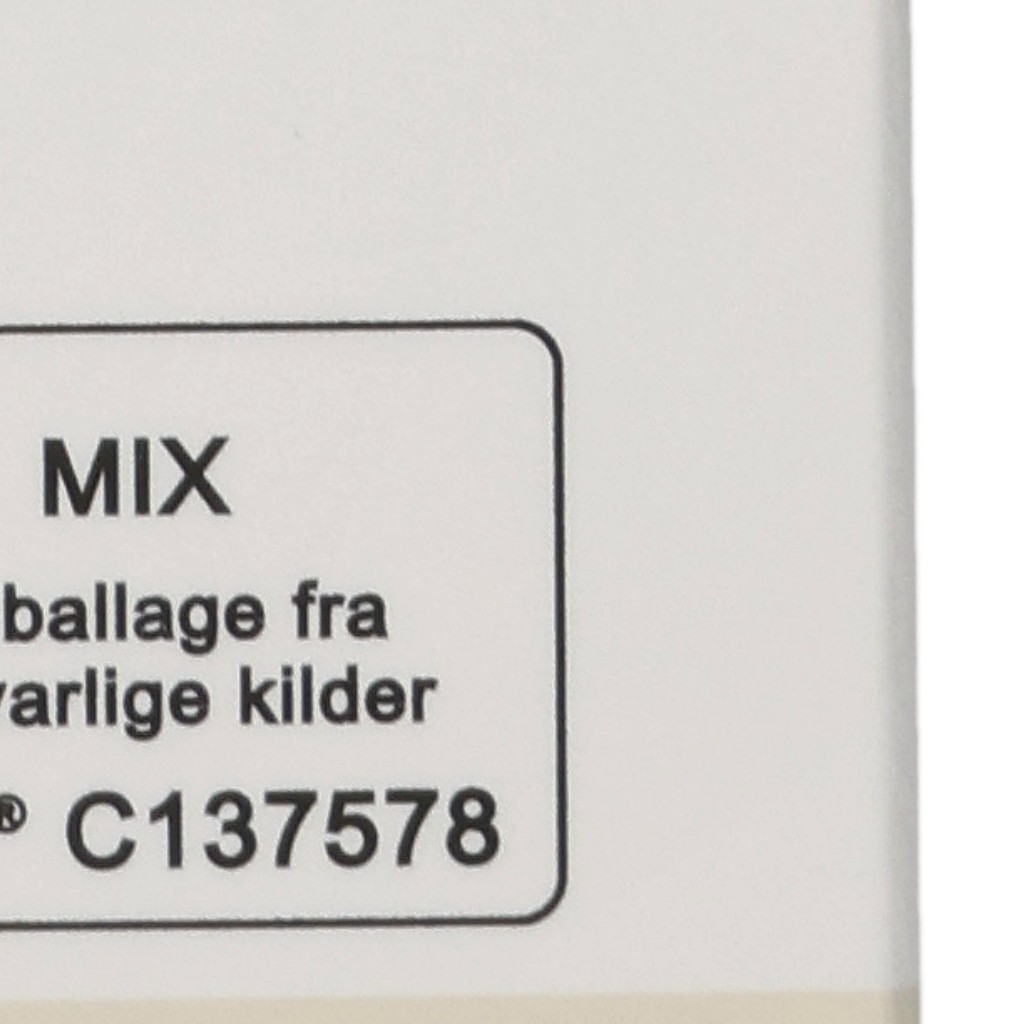 MIX
ballage fra
varlige kilder
® C137578